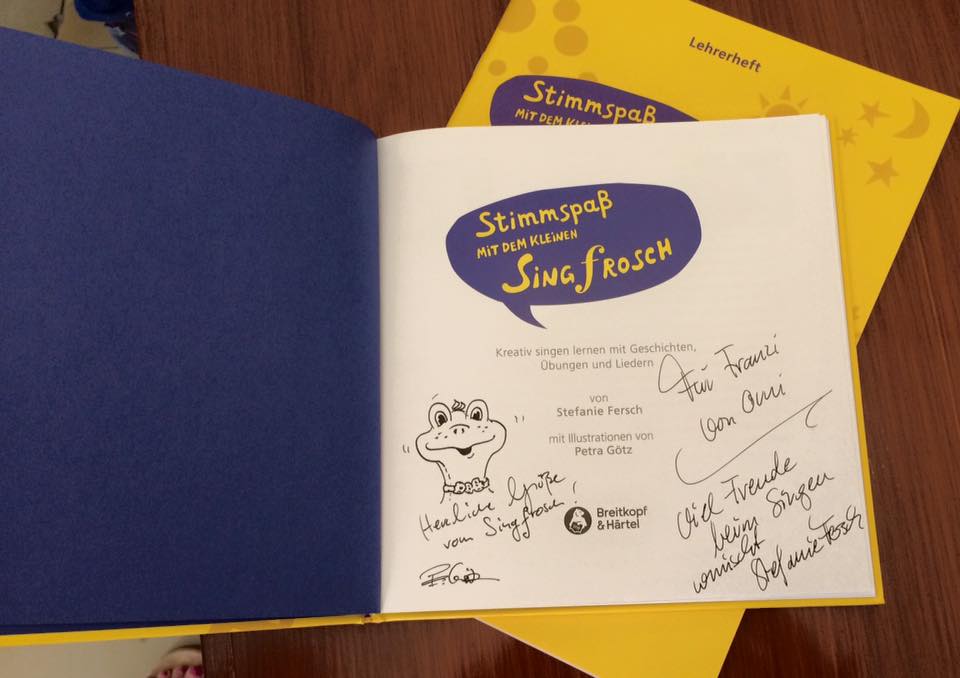 Lehrerheft
Stimmspaß
MIT DEM KLEIN
Stimmspaß
MIT DEM KLEINEN
SINGFROSCH
Kreativ singen lernen mit Geschichten,
Übungen und Liedern
von
Stefanie Fersch
mit Illustrationen von
Petra Götz
Breitkopf
& Härtel
Herzliche Grüße
vom Singfrosch!
P. Götz
Für Franzi
von Omi
Viel Freude
beim Singen
wünscht
Stefanie Fersch